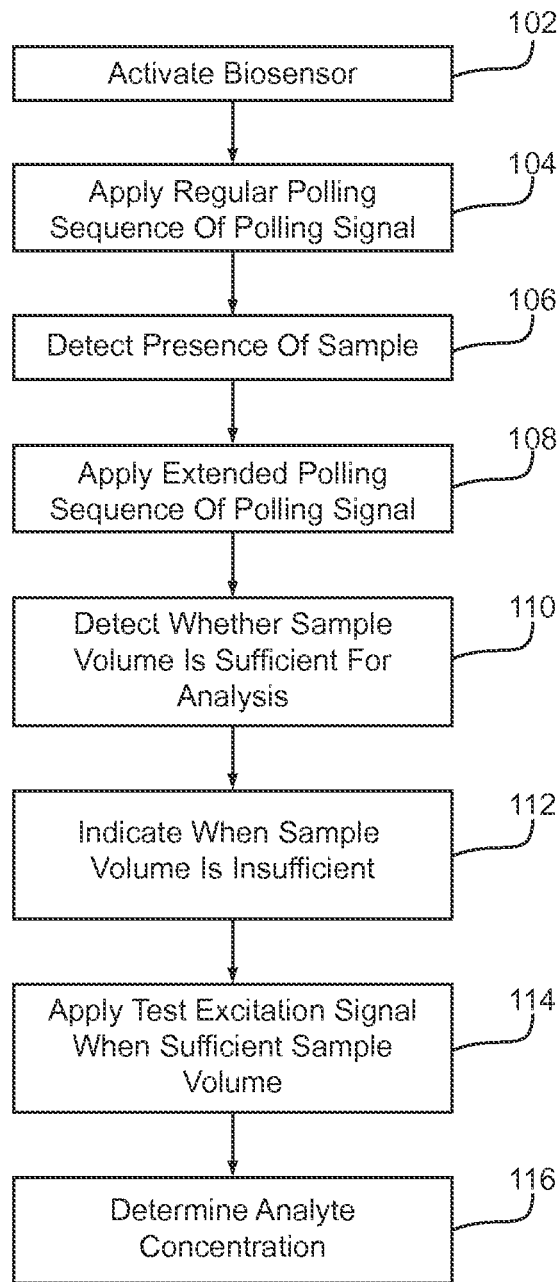 102
Activate Biosensor
104
Apply Regular Polling
Sequence Of Polling Signal
106
Detect Presence Of Sample
108
Apply Extended Polling
Sequence Of Polling Signal
110
Detect Whether Sample
Volume Is Sufficient For
Analysis
112
Indicate When Sample
Volume Is Insufficient
114
Apply Test Excitation Signal
When Sufficient Sample
Volume
116
Determine Analyte
Concentration